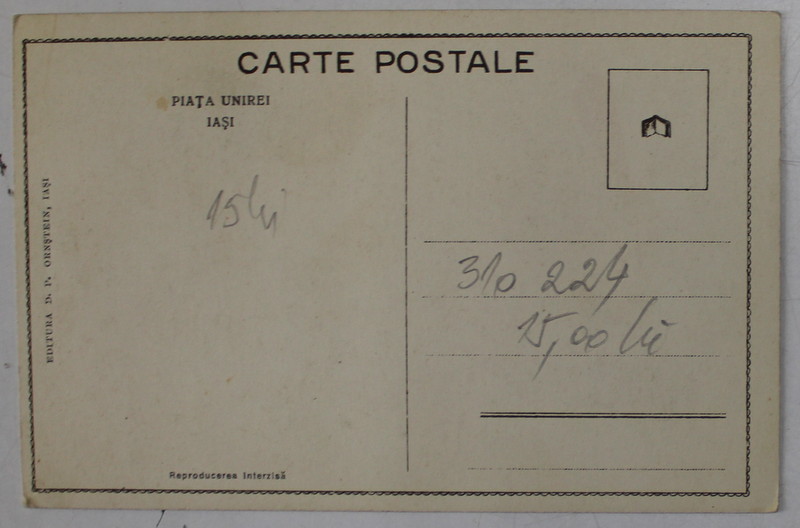 CARTE POSTALE
PIAȚA UNIREI
IAȘI
EDITURA D. P. ORNȘTEIN, IAȘI
15 lei
310 224
15,00 lei
Reproducerea Interzisă